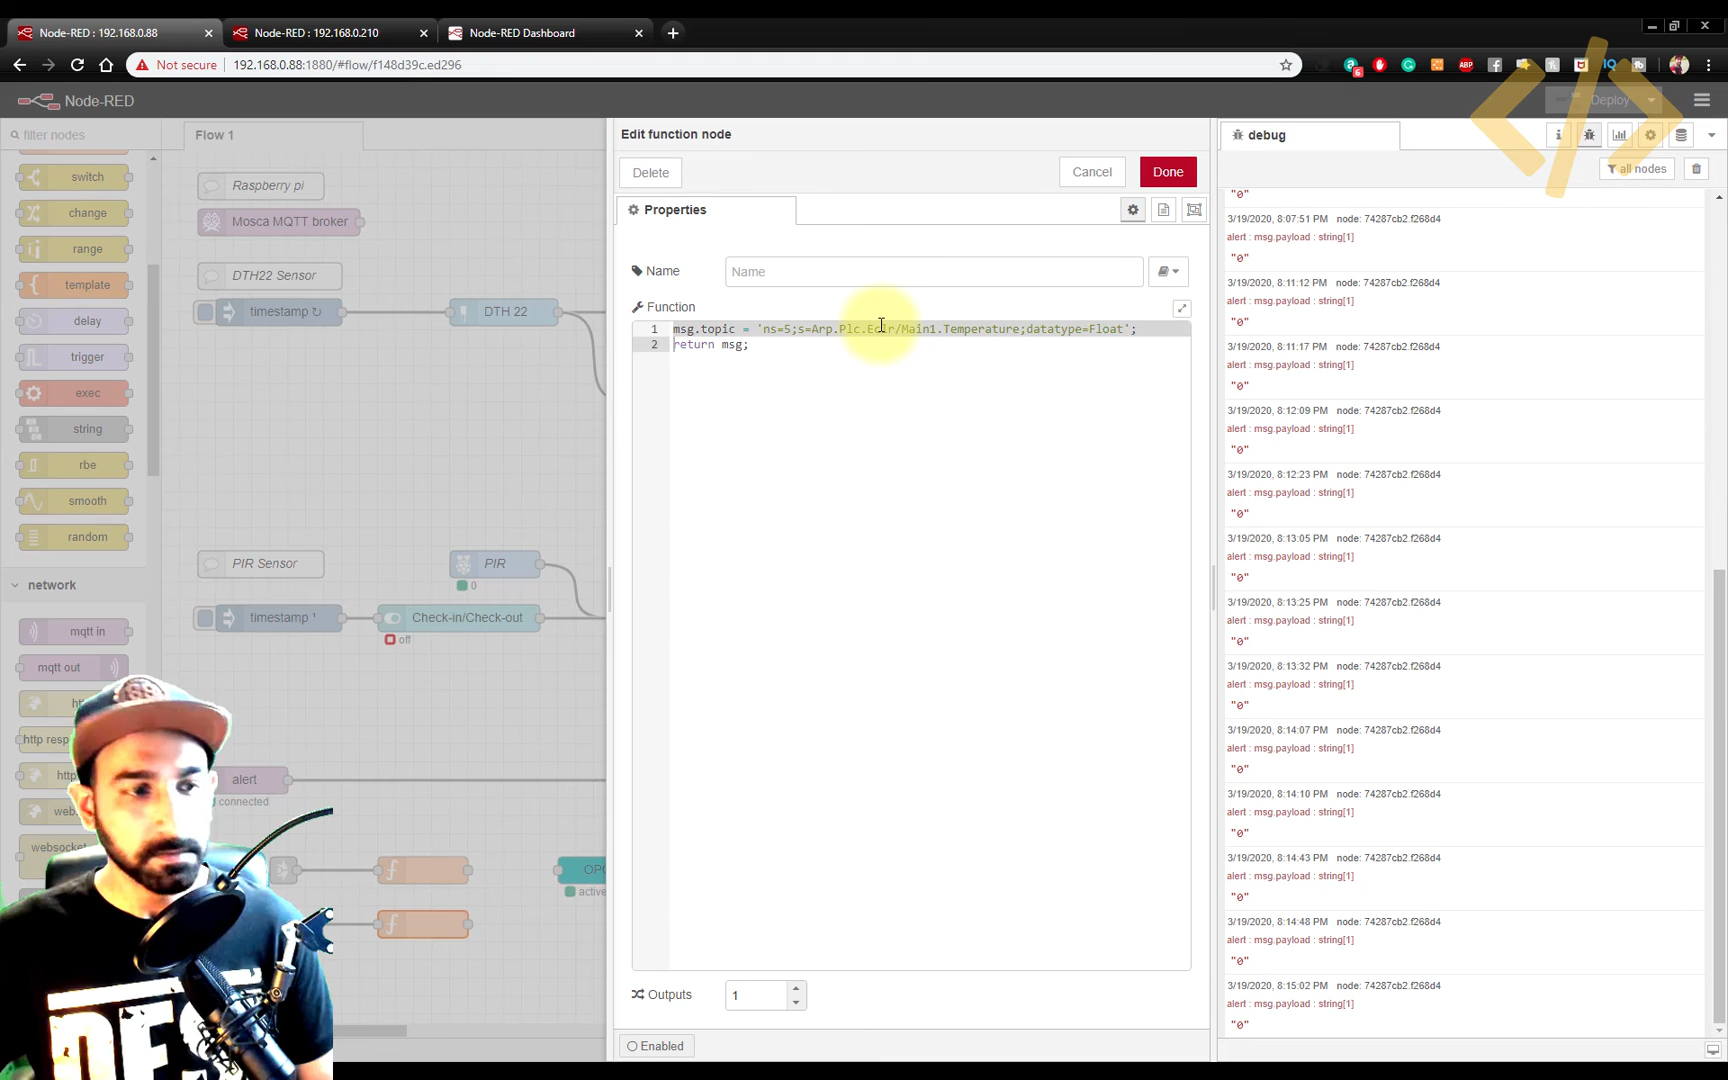 Node-RED : 192.168.0.88
Node-RED : 192.168.0.210
Node-RED Dashboard
Not secure
192.168.0.88:1880/#flow/f148d39c.ed296
ABP
IQ
6
Node-RED
Deploy
filter nodes
switch
change
range
template
delay
trigger
exec
string
rbe
smooth
random
network
mqtt in
mqtt out
http resp
Flow 1
Raspberry pi
Mosca MQTT broker
DTH22 Sensor
timestamp ↻
DTH 22
PIR Sensor
PIR
0
timestamp ¹
Check-in/Check-out
off
alert
connected
OPC
active
Edit function node
Delete
Cancel
Done
Properties
Name
Name
Function
1 msg.topic = 'ns=5;s=Arp.Plc.Eclr/Main1.Temperature;datatype=Float';
2 return msg;
Outputs
1
Enabled
debug
all nodes
"0"
3/19/2020, 8:07:51 PM node: 74287cb2.f268d4
alert : msg.payload : string[1]
"0"
3/19/2020, 8:11:12 PM node: 74287cb2.f268d4
alert : msg.payload : string[1]
"0"
3/19/2020, 8:11:17 PM node: 74287cb2.f268d4
alert : msg.payload : string[1]
"0"
3/19/2020, 8:12:09 PM node: 74287cb2.f268d4
alert : msg.payload : string[1]
"0"
3/19/2020, 8:12:23 PM node: 74287cb2.f268d4
alert : msg.payload : string[1]
"0"
3/19/2020, 8:13:05 PM node: 74287cb2.f268d4
alert : msg.payload : string[1]
"0"
3/19/2020, 8:13:25 PM node: 74287cb2.f268d4
alert : msg.payload : string[1]
"0"
3/19/2020, 8:13:32 PM node: 74287cb2.f268d4
alert : msg.payload : string[1]
"0"
3/19/2020, 8:14:07 PM node: 74287cb2.f268d4
alert : msg.payload : string[1]
"0"
3/19/2020, 8:14:10 PM node: 74287cb2.f268d4
alert : msg.payload : string[1]
"0"
3/19/2020, 8:14:43 PM node: 74287cb2.f268d4
alert : msg.payload : string[1]
"0"
3/19/2020, 8:14:48 PM node: 74287cb2.f268d4
alert : msg.payload : string[1]
"0"
3/19/2020, 8:15:02 PM node: 74287cb2.f268d4
alert : msg.payload : string[1]
"0"